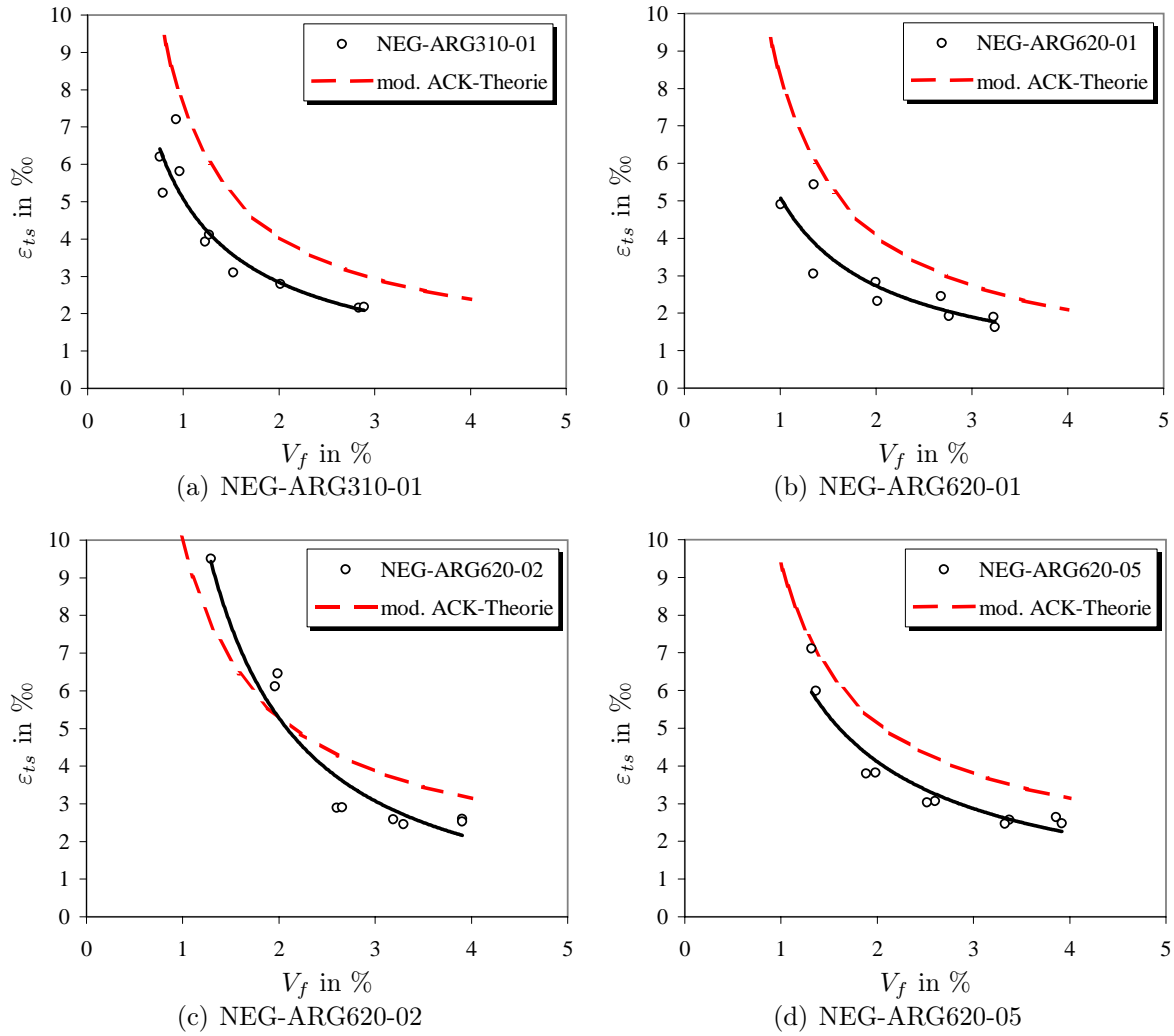 10
9
8
7
6
5
4
3
2
1
0
ε_ts in ‰
NEG-ARG310-01
mod. ACK-Theorie
0 1 2 3 4 5
V_f in %
(a) NEG-ARG310-01
10
9
8
7
6
5
4
3
2
1
0
ε_ts in ‰
NEG-ARG620-01
mod. ACK-Theorie
0 1 2 3 4 5
V_f in %
(b) NEG-ARG620-01
10
9
8
7
6
5
4
3
2
1
0
ε_ts in ‰
NEG-ARG620-02
mod. ACK-Theorie
0 1 2 3 4 5
V_f in %
(c) NEG-ARG620-02
10
9
8
7
6
5
4
3
2
1
0
ε_ts in ‰
NEG-ARG620-05
mod. ACK-Theorie
0 1 2 3 4 5
V_f in %
(d) NEG-ARG620-05